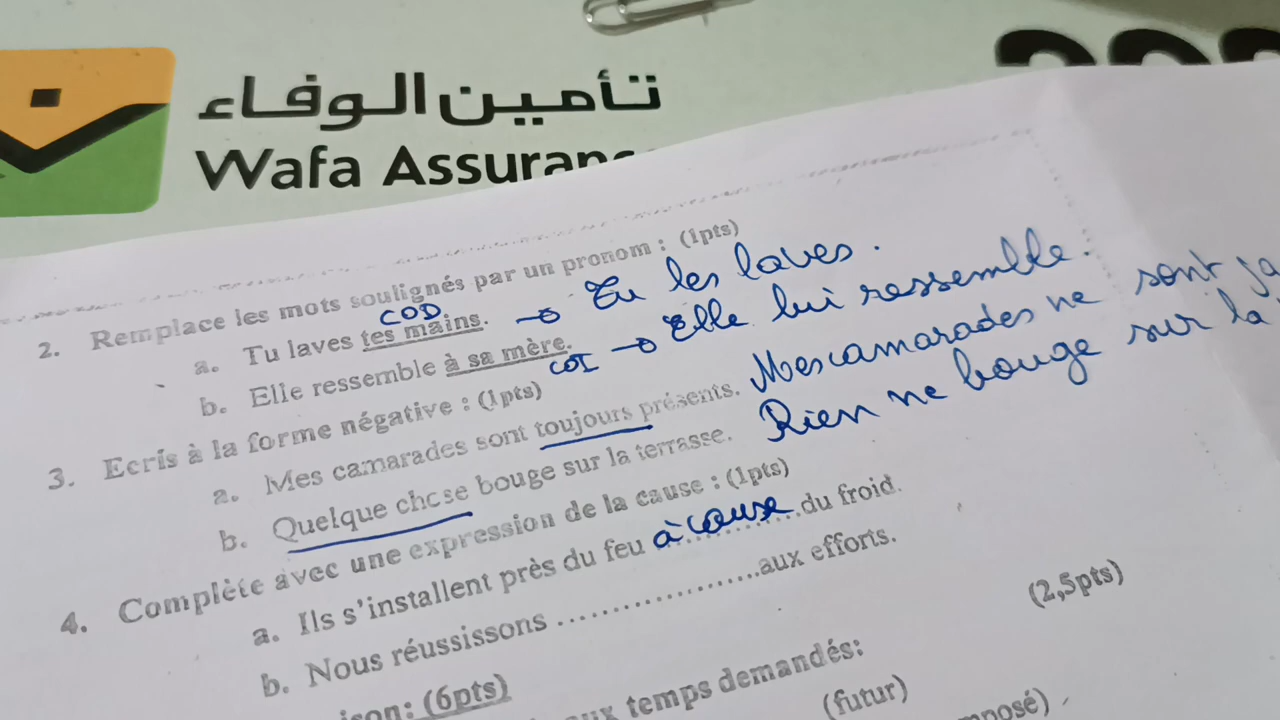 تأمين الوفاء
Wafa Assuran
2. Remplace les mots soulignés par un pronom : (1pts)
COD.
a. Tu laves tes mains. → Tu les laves.
b. Elle ressemble à sa mère. COI → Elle lui ressemble.
3. Ecris à la forme négative : (1pts)
a. Mes camarades sont toujours présents. Mes camarades ne sont ja
b. Quelque chose bouge sur la terrasse. Rien ne bouge sur la
4. Complète avec une expression de la cause : (1pts)
a. Ils s'installent près du feu à cause du froid.
b. Nous réussissons ....................aux efforts.
(2,5pts)
ison: (6pts)
ux temps demandés:
(futur)
mposé)